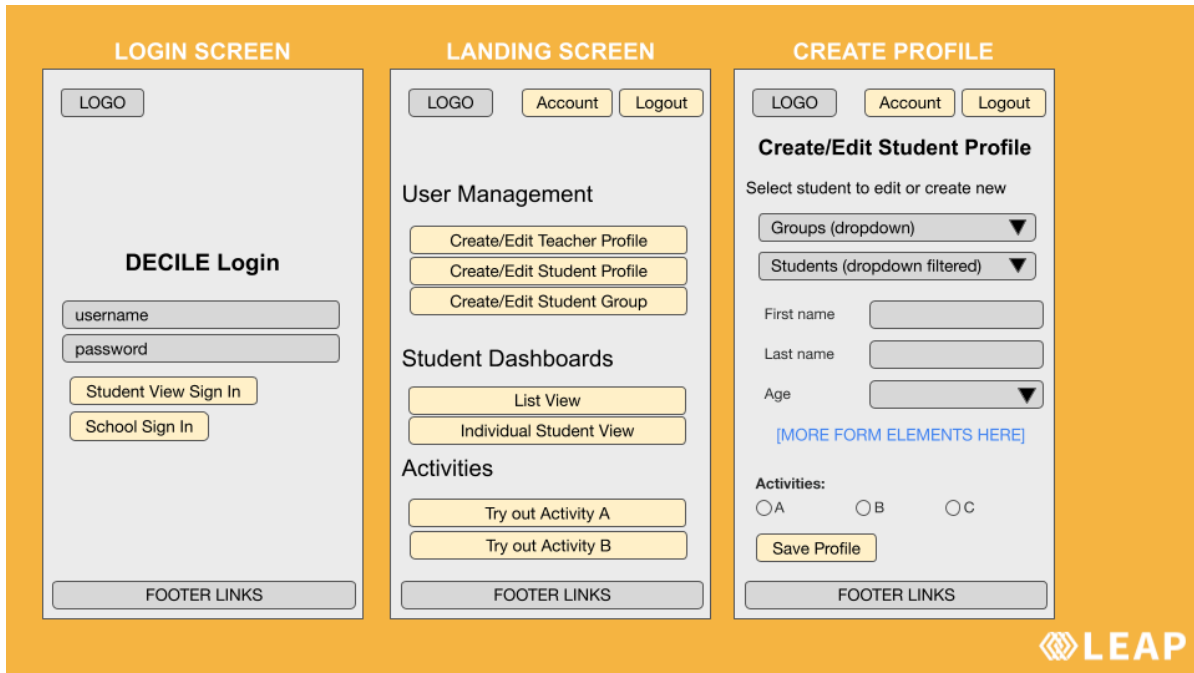 LOGIN SCREEN
LOGO
DECILE Login
username
password
Student View Sign In
School Sign In
FOOTER LINKS
LANDING SCREEN
LOGO Account Logout
User Management
Create/Edit Teacher Profile
Create/Edit Student Profile
Create/Edit Student Group
Student Dashboards
List View
Individual Student View
Activities
Try out Activity A
Try out Activity B
FOOTER LINKS
CREATE PROFILE
LOGO Account Logout
Create/Edit Student Profile
Select student to edit or create new
Groups (dropdown)
Students (dropdown filtered)
First name
Last name
Age
[MORE FORM ELEMENTS HERE]
Activities:
A B C
Save Profile
FOOTER LINKS
LEAP